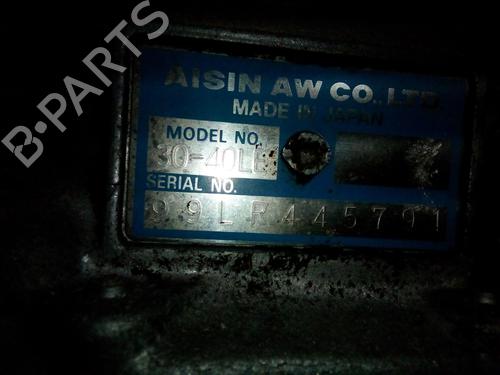 B-PARTS
AISIN AW CO., LTD.
MADE IN JAPAN
MODEL NO.
30-40LE
SERIAL NO.
99LR445791